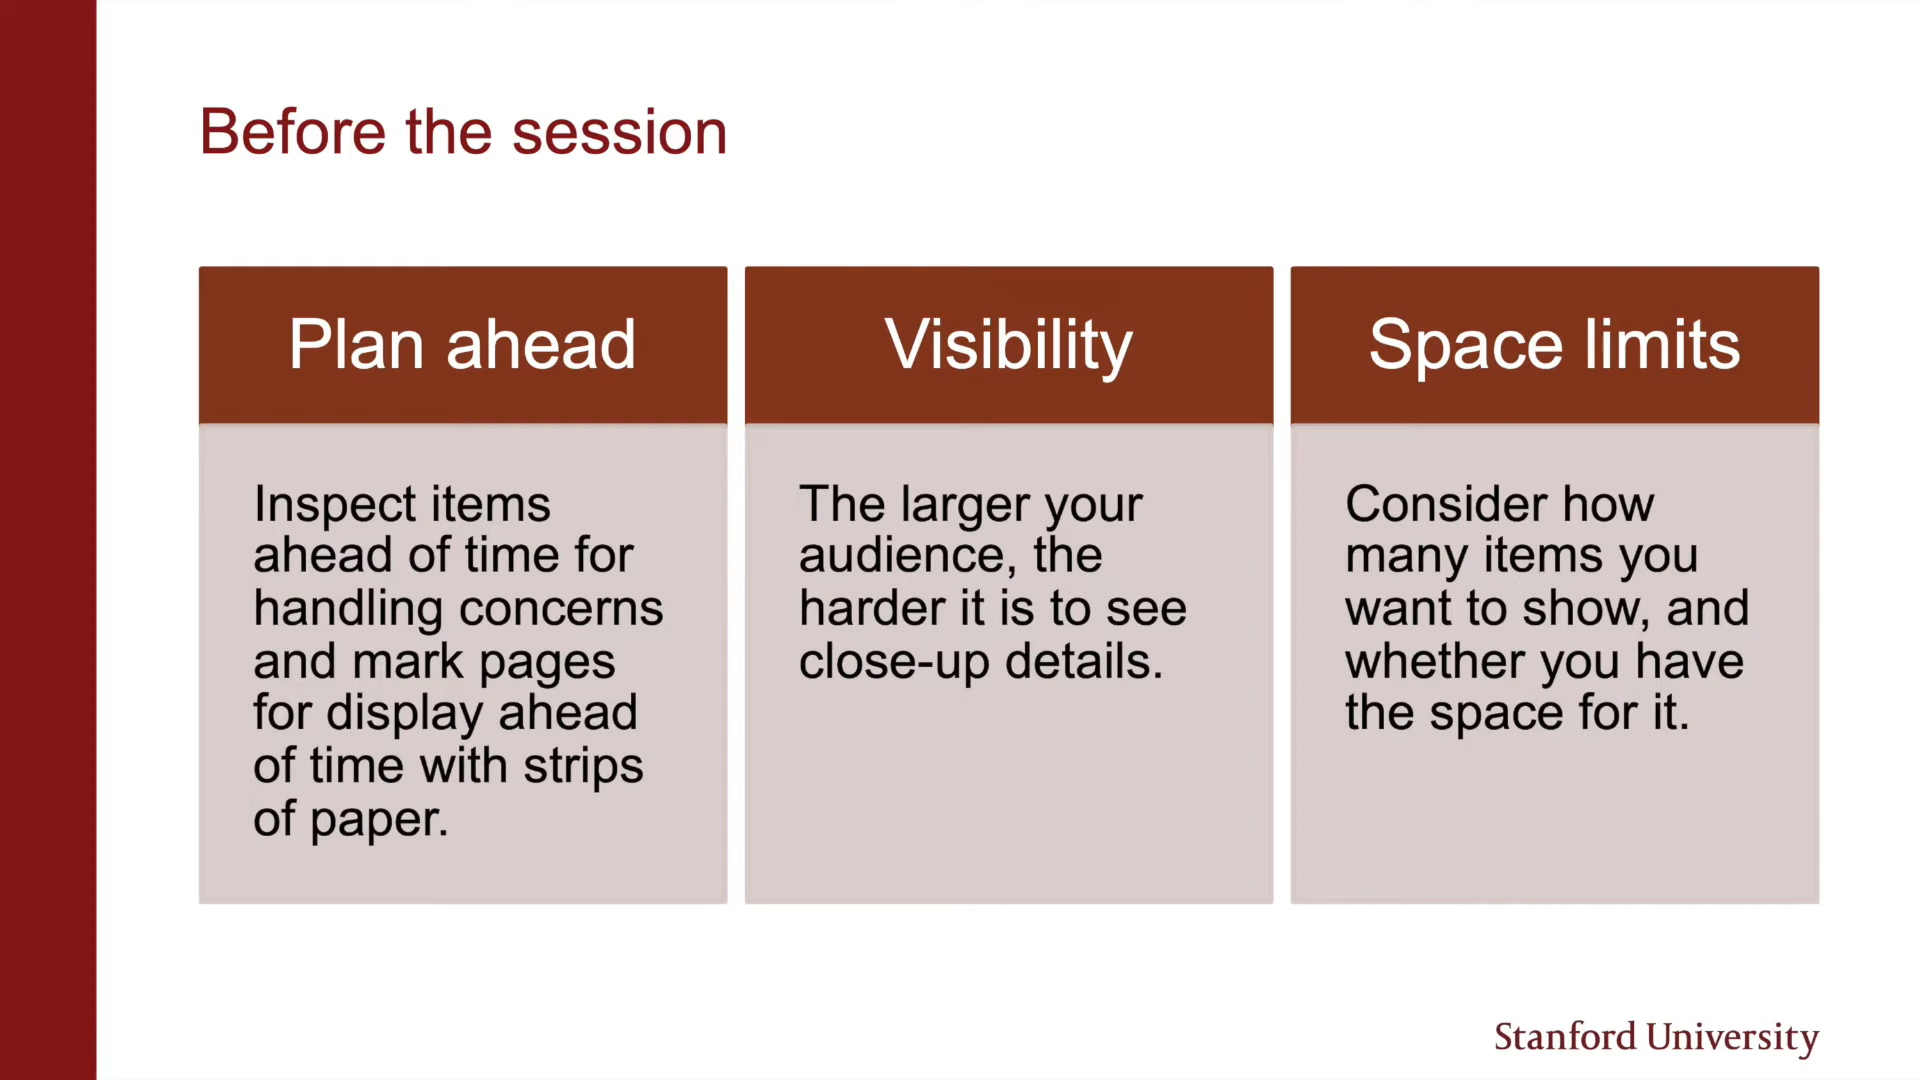 Before the session
Plan ahead
Inspect items
ahead of time for
handling concerns
and mark pages
for display ahead
of time with strips
of paper.
Visibility
The larger your
audience, the
harder it is to see
close-up details.
Space limits
Consider how
many items you
want to show, and
whether you have
the space for it.
Stanford University